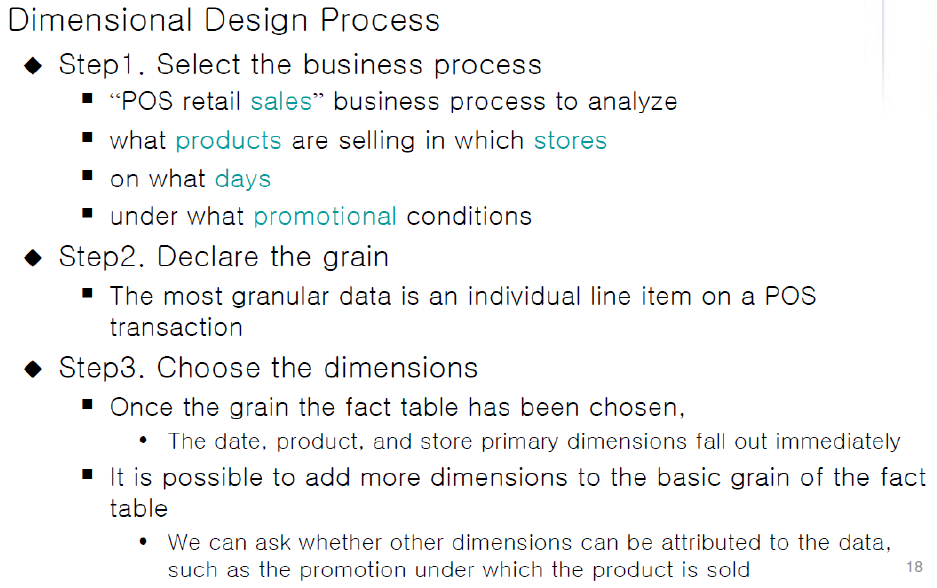 Dimensional Design Process
◆ Step1. Select the business process
■ “POS retail sales” business process to analyze
■ what products are selling in which stores
■ on what days
■ under what promotional conditions
◆ Step2. Declare the grain
■ The most granular data is an individual line item on a POS
transaction
◆ Step3. Choose the dimensions
■ Once the grain the fact table has been chosen,
• The date, product, and store primary dimensions fall out immediately
■ It is possible to add more dimensions to the basic grain of the fact
table
• We can ask whether other dimensions can be attributed to the data,
such as the promotion under which the product is sold
18